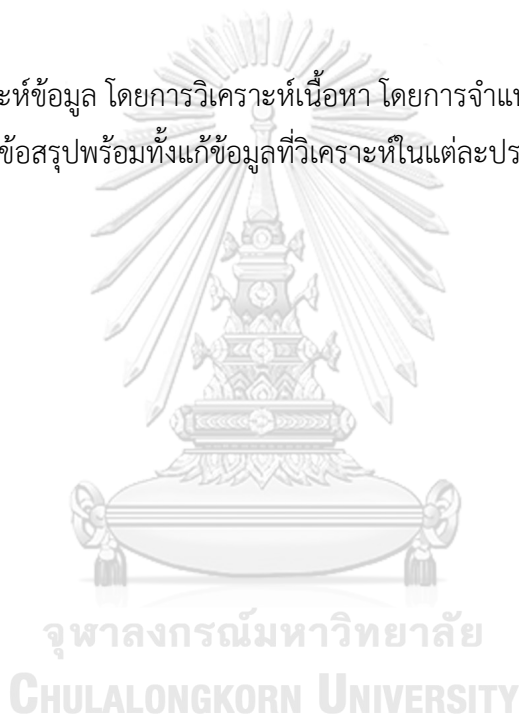 ะห์ข้อมูล โดยการวิเคราะห์เนื้อหา โดยการจำแน
ข้อสรุปพร้อมทั้งแก้ข้อมูลที่วิเคราะห์ในแต่ละปร
จุฬาลงกรณ์มหาวิทยาลัย
CHULALONGKORN UNIVERSITY